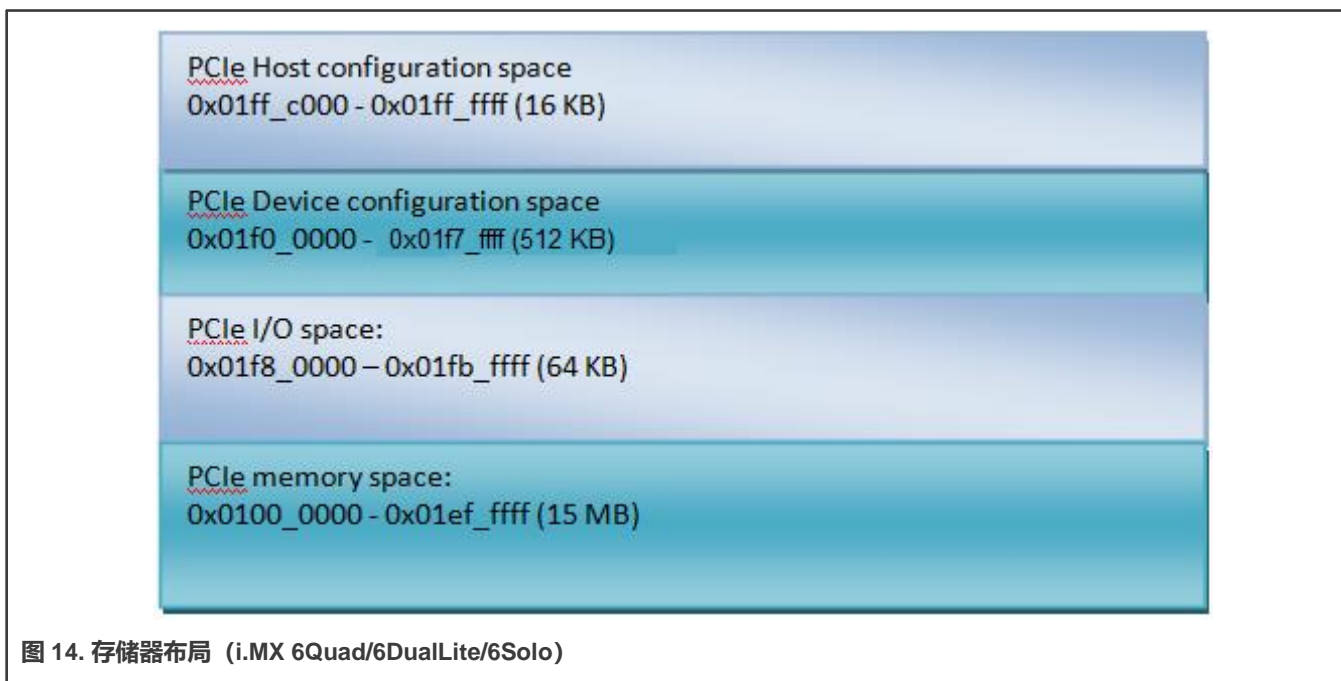 PCIe Host configuration space
0x01ff_c000 - 0x01ff_ffff (16 KB)
PCIe Device configuration space
0x01f0_0000 - 0x01f7_ffff (512 KB)
PCIe I/O space:
0x01f8_0000 – 0x01fb_ffff (64 KB)
PCIe memory space:
0x0100_0000 - 0x01ef_ffff (15 MB)
图 14. 存储器布局（i.MX 6Quad/6DualLite/6Solo）